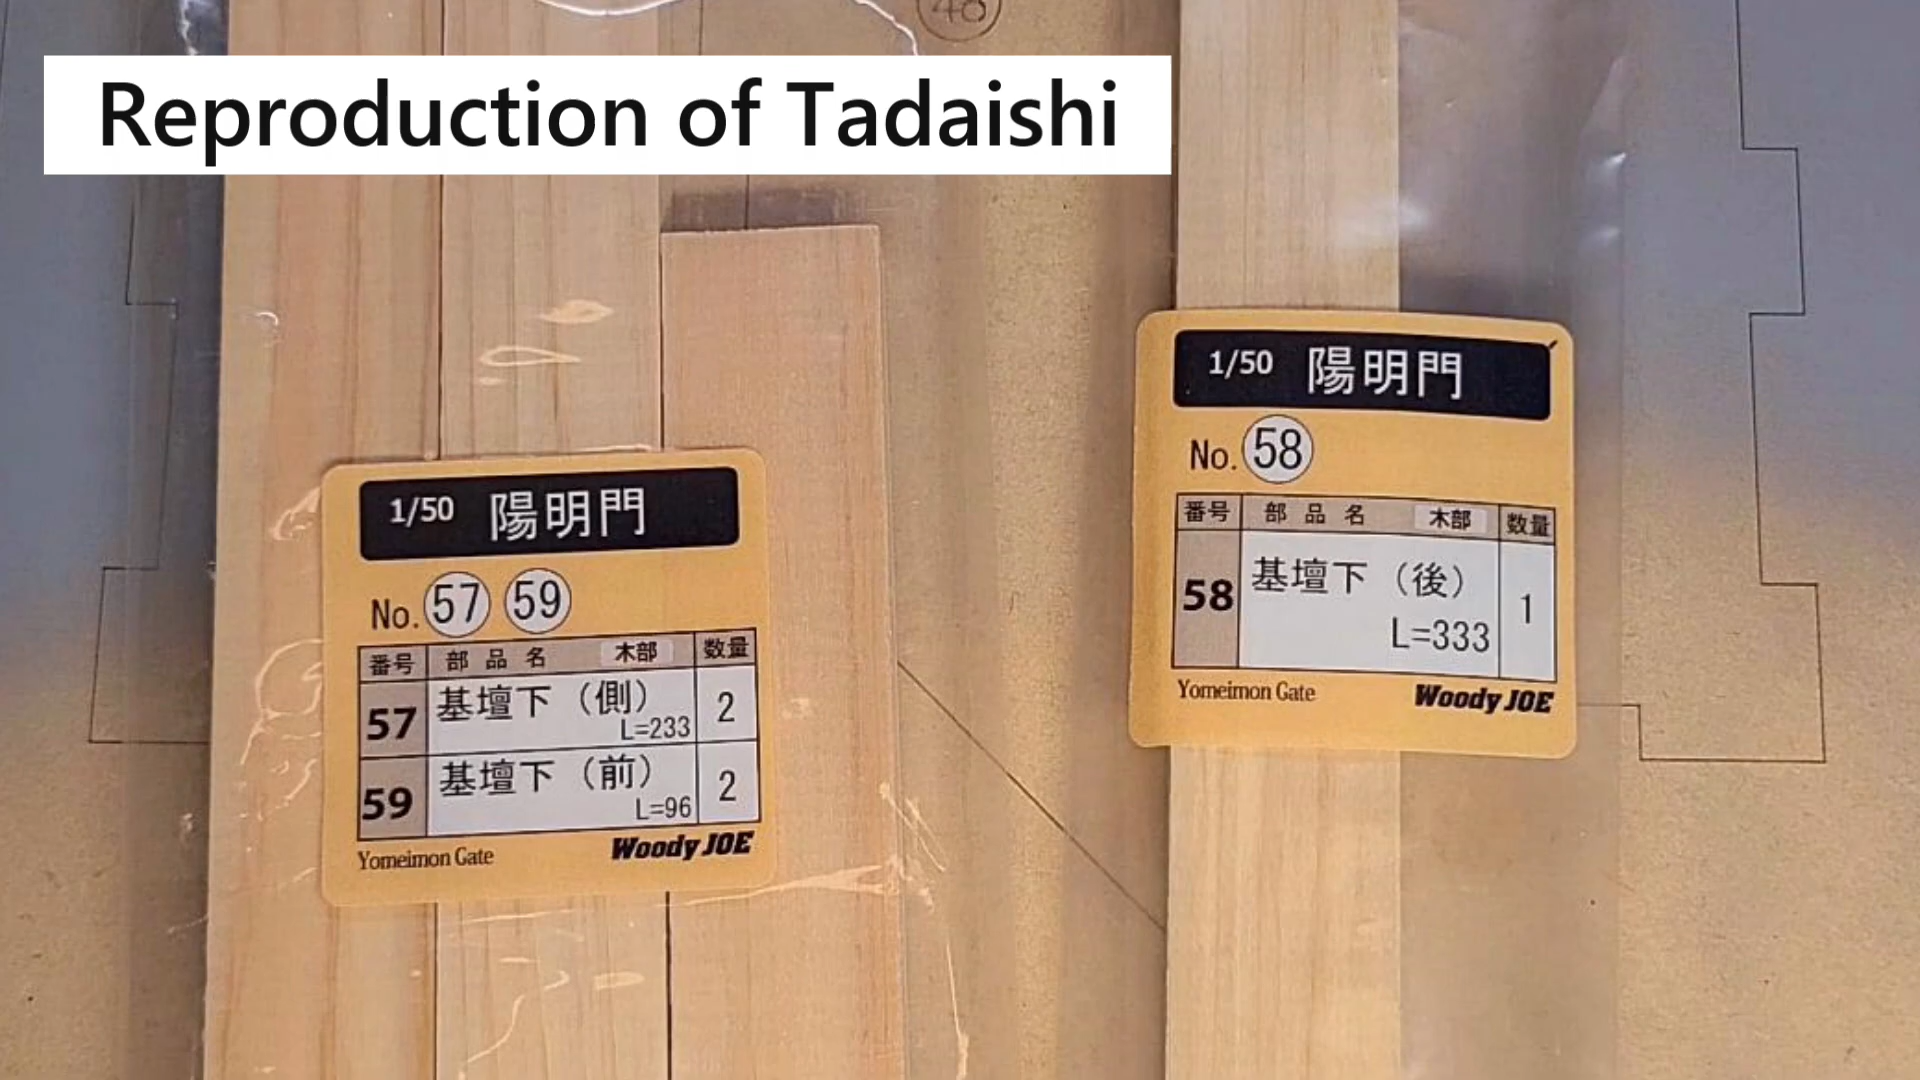 48
Reproduction of Tadaishi
1/50 陽明門
No. 57 59
番号 部品名 木部 数量
57 基壇下（側） L=233 2
59 基壇下（前） L=96 2
Yomeimon Gate Woody JOE
1/50 陽明門
No. 58
番号 部品名 木部 数量
58 基壇下（後） L=333 1
Yomeimon Gate Woody JOE